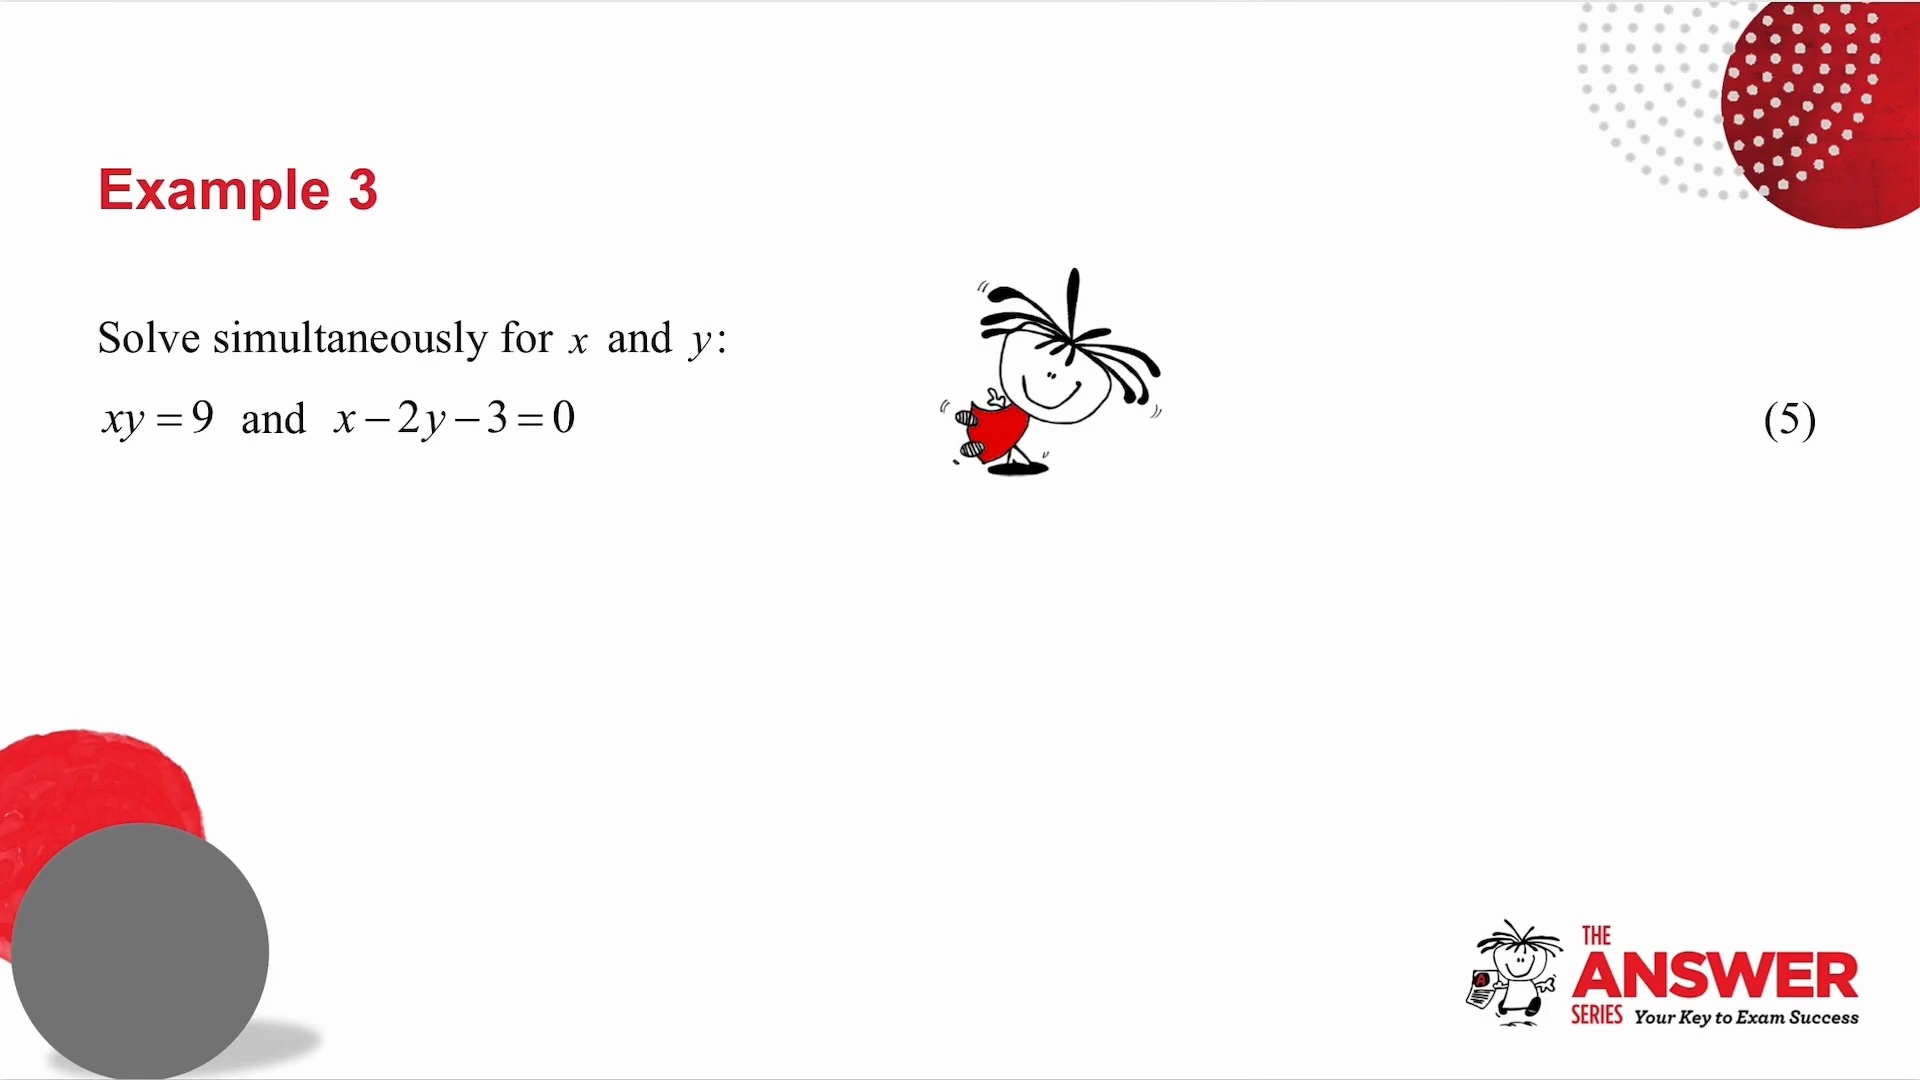 Example 3
Solve simultaneously for x and y:
xy = 9 and x − 2y − 3 = 0
(5)
THE
ANSWER
SERIES Your Key to Exam Success